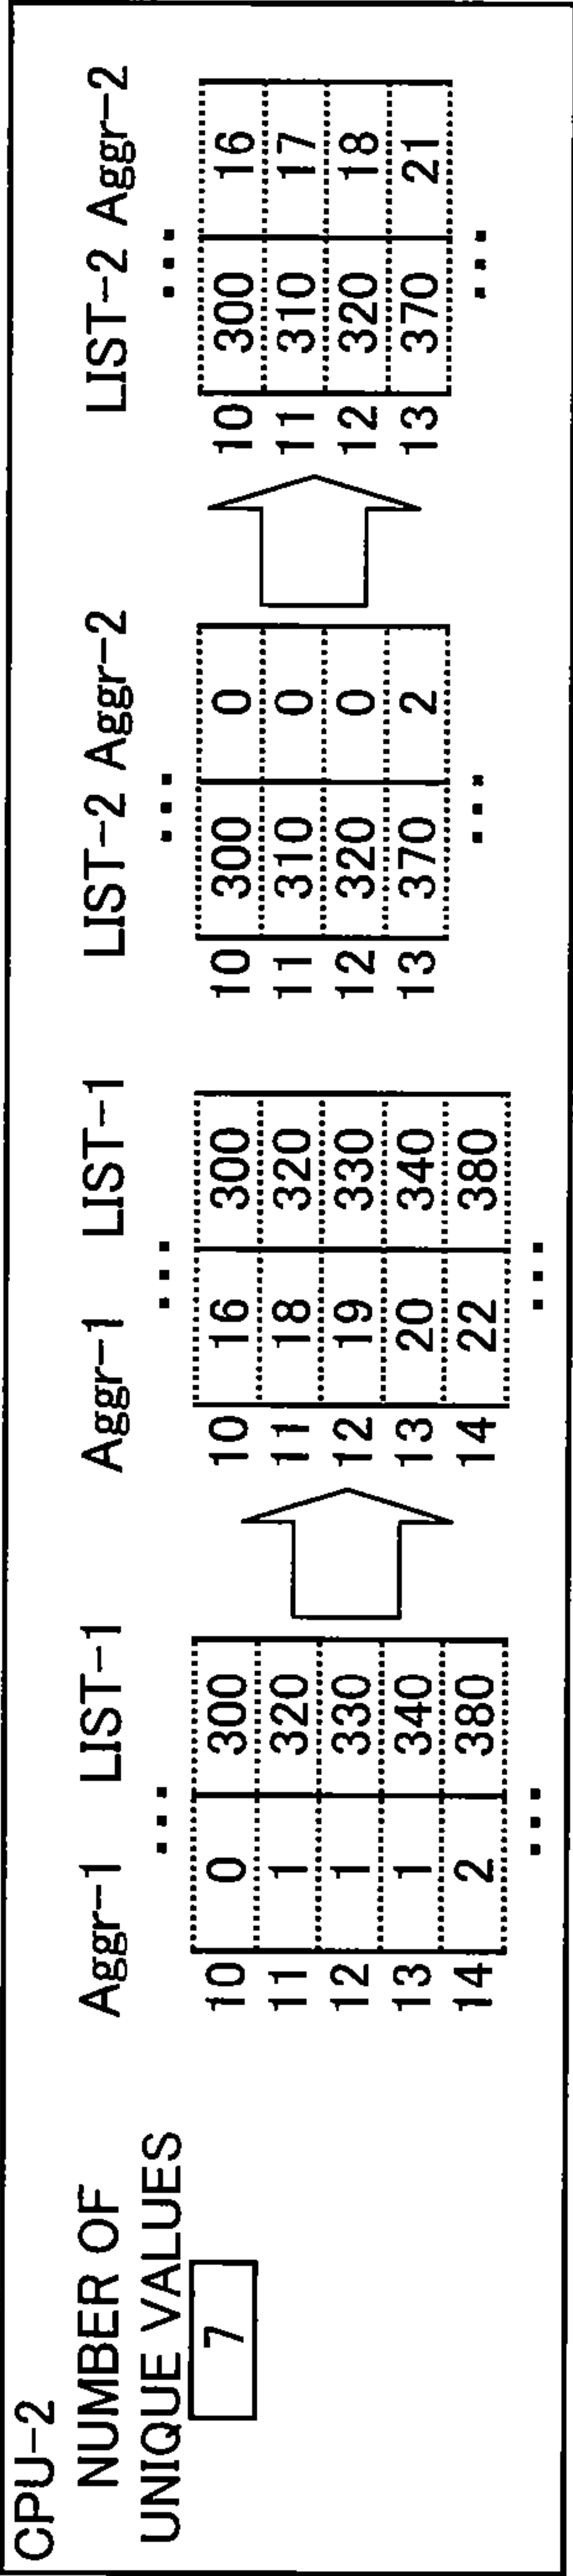 CPU-2
NUMBER OF
UNIQUE VALUES
7
Aggr-1 LIST-1
...
10 0 300
11 1 320
12 1 330
13 1 340
14 2 380
...
Aggr-1 LIST-1
...
10 16 300
11 18 320
12 19 330
13 20 340
14 22 380
...
LIST-2 Aggr-2
...
10 300 0
11 310 0
12 320 0
13 370 2
...
LIST-2 Aggr-2
...
10 300 16
11 310 17
12 320 18
13 370 21
...